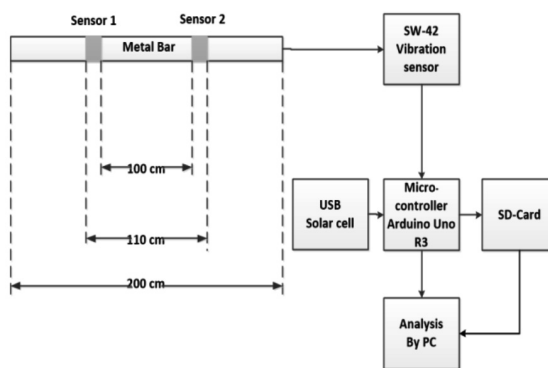 Sensor 1
Sensor 2
Metal Bar
SW-42
Vibration
sensor
100 cm
USB
Solar cell
Micro-
controller
Arduino Uno
R3
SD-Card
110 cm
200 cm
Analysis
By PC